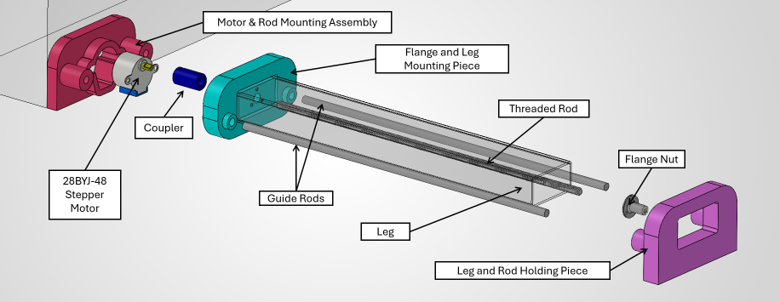 Motor & Rod Mounting Assembly
Flange and Leg
Mounting Piece
Threaded Rod
Coupler
Flange Nut
28BYJ-48
Stepper
Motor
Guide Rods
Leg
Leg and Rod Holding Piece